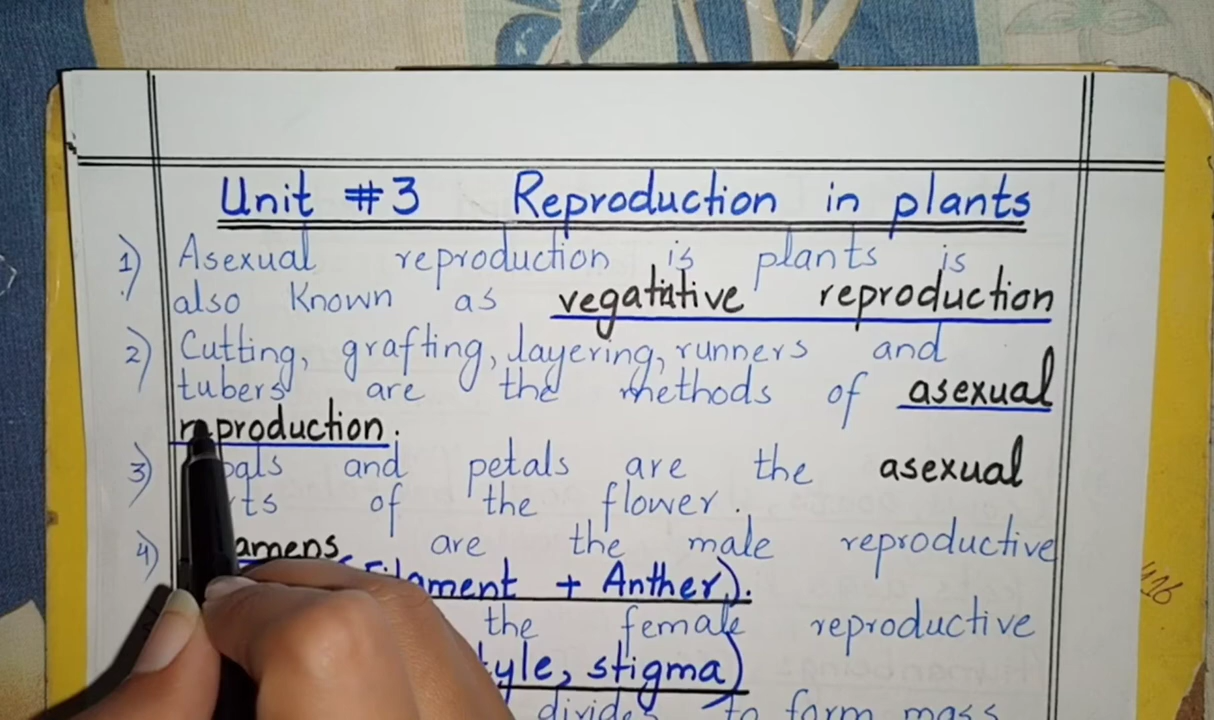 Unit #3 Reproduction in plants
1) Asexual reproduction is plants is
also Known as vegatative reproduction
2) Cutting, grafting, layering, runners and
tubers are the methods of asexual
reproduction.
3) and petals are the asexual
of the flower.
4) are the male reproductive
+ Anther).
the female reproductive
stigma)
to form mass